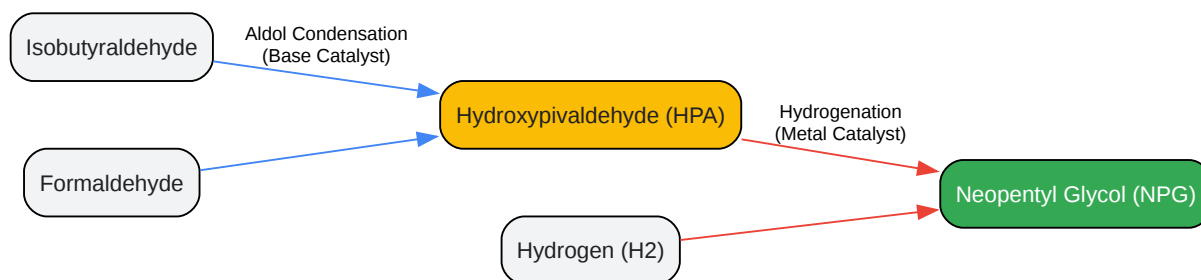 Isobutyraldehyde
Aldol Condensation
(Base Catalyst)
Formaldehyde
Hydroxypivaldehyde (HPA)
Hydrogenation
(Metal Catalyst)
Hydrogen (H2)
Neopentyl Glycol (NPG)